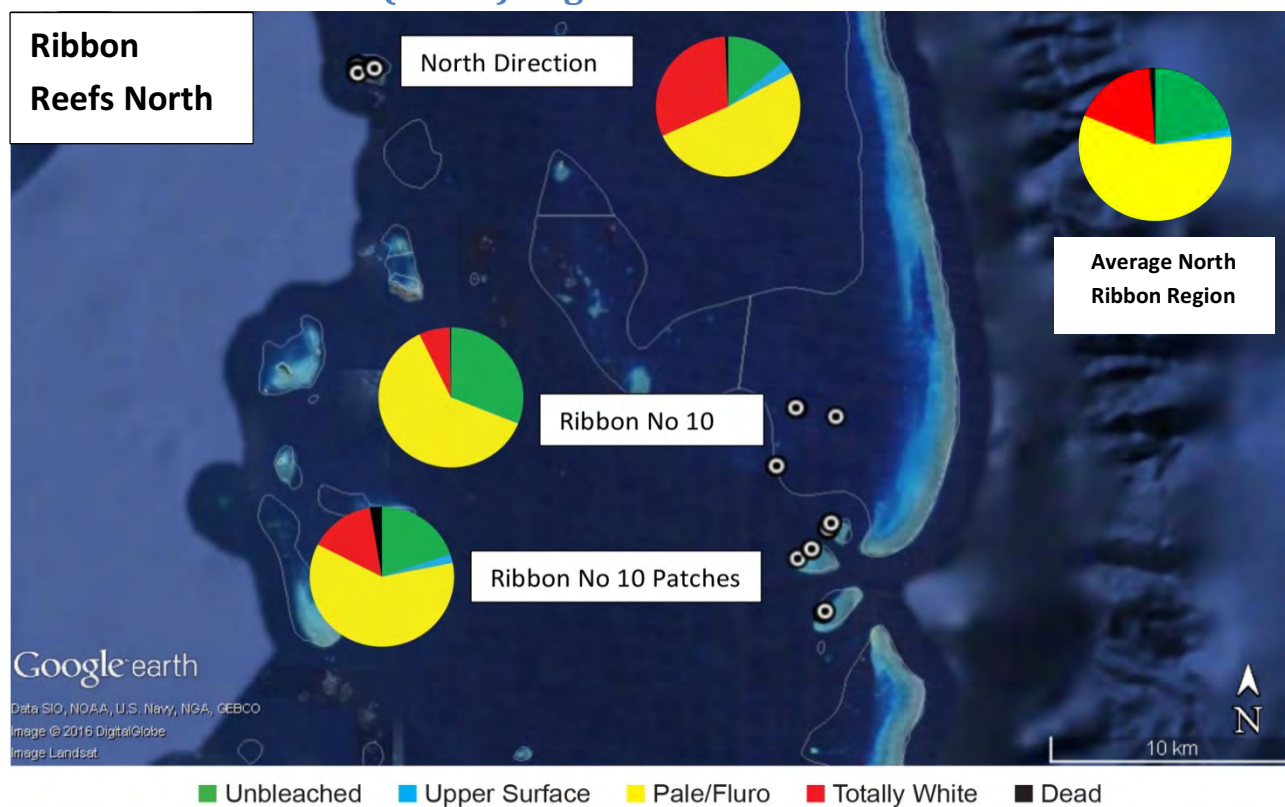 Ribbon
Reefs North
North Direction
Average North
Ribbon Region
Ribbon No 10
Ribbon No 10 Patches
Google earth
Data SIO, NOAA, U.S. Navy, NGA, GEBCO
Image © 2016 DigitalGlobe
Image Landsat
N
10 km
Unbleached Upper Surface Pale/Fluro Totally White Dead